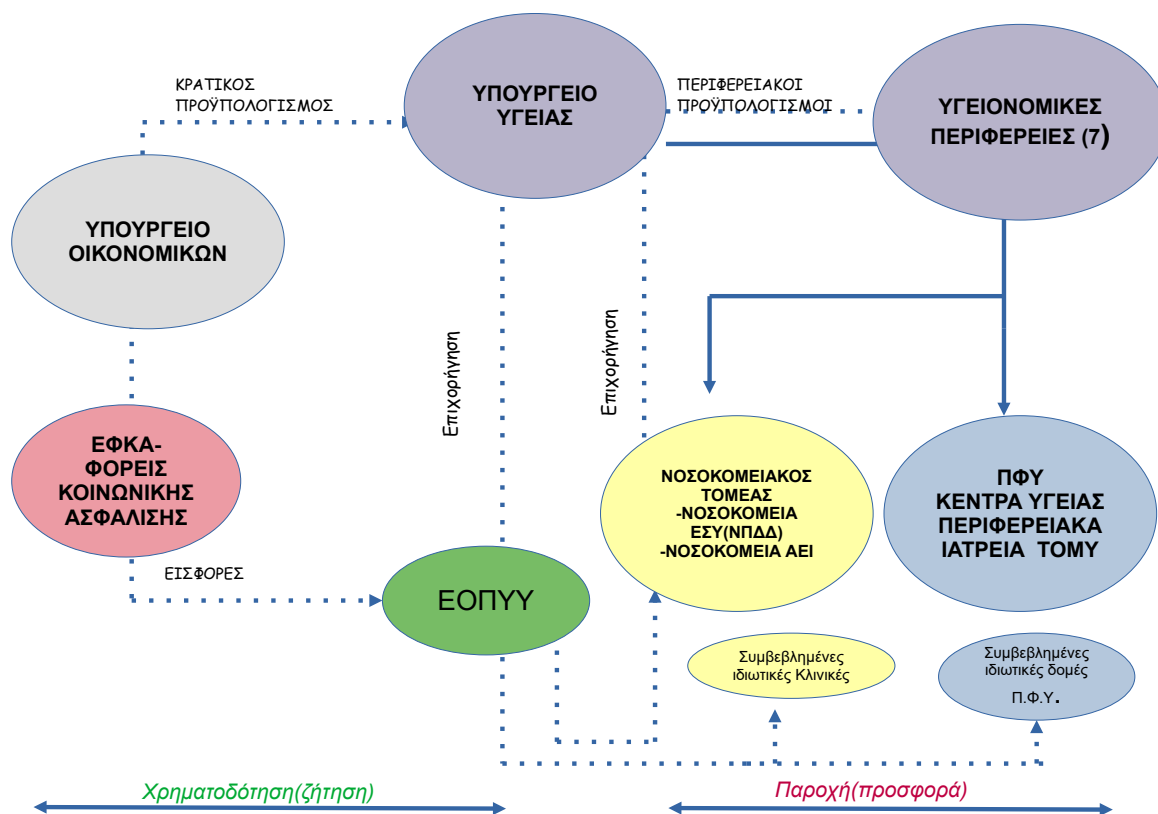 ΚΡΑΤΙΚΟΣ
ΠΡΟΫΠΟΛΟΓΙΣΜΟΣ
ΥΠΟΥΡΓΕΙΟ
ΥΓΕΙΑΣ
ΠΕΡΙΦΕΡΕΙΑΚΟΙ
ΠΡΟΫΠΟΛΟΓΙΣΜΟΙ
ΥΓΕΙΟΝΟΜΙΚΕΣ
ΠΕΡΙΦΕΡΕΙΕΣ (7)
ΥΠΟΥΡΓΕΙΟ
ΟΙΚΟΝΟΜΙΚΩΝ
Επιχορήγηση
Επιχορήγηση
ΕΦΚΑ-
ΦΟΡΕΙΣ
ΚΟΙΝΩΝΙΚΗΣ
ΑΣΦΑΛΙΣΗΣ
ΝΟΣΟΚΟΜΕΙΑΚΟΣ
ΤΟΜΕΑΣ
-ΝΟΣΟΚΟΜΕΙΑ
ΕΣΥ(ΝΠΔΔ)
-ΝΟΣΟΚΟΜΕΙΑ ΑΕΙ
ΠΦΥ
ΚΕΝΤΡΑ ΥΓΕΙΑΣ
ΠΕΡΙΦΕΡΕΙΑΚΑ
ΙΑΤΡΕΙΑ ΤΟΜΥ
ΕΙΣΦΟΡΕΣ
ΕΟΠΥΥ
Συμβεβλημένες
ιδιωτικές Κλινικές
Συμβεβλημένες
ιδιωτικές δομές
Π.Φ.Υ.
Χρηματοδότηση(ζήτηση)
Παροχή(προσφορά)